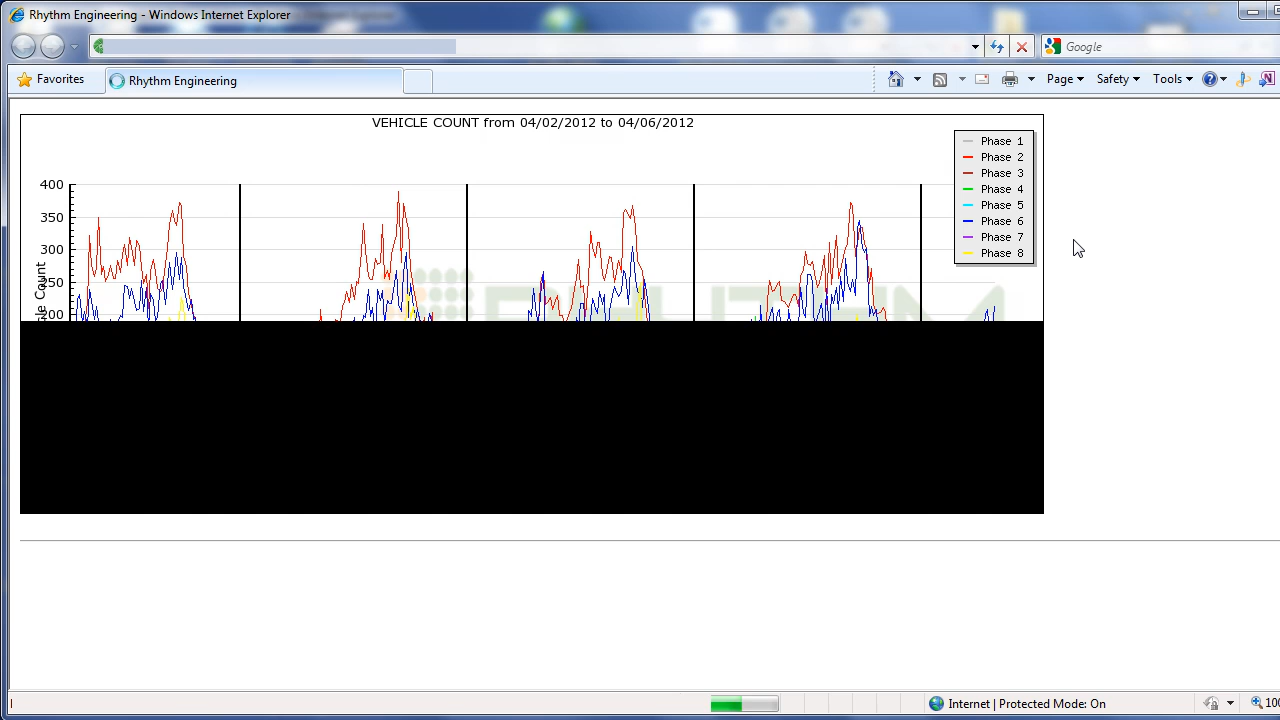 Rhythm Engineering - Windows Internet Explorer
Google
Favorites
Rhythm Engineering
Page
Safety
Tools
VEHICLE COUNT from 04/02/2012 to 04/06/2012
Phase 1
Phase 2
Phase 3
Phase 4
Phase 5
Phase 6
Phase 7
Phase 8
400
350
300
250
200
Count
Internet | Protected Mode: On